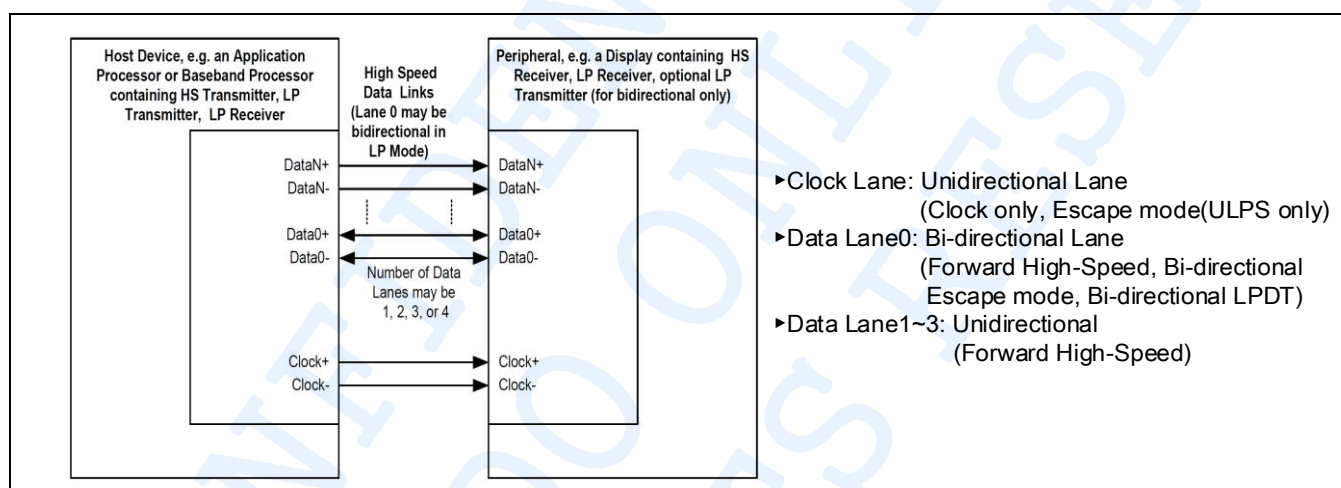 Host Device, e.g. an Application
Processor or Baseband Processor
containing HS Transmitter, LP
Transmitter, LP Receiver
High Speed
Data Links
(Lane 0 may be
bidirectional in
LP Mode)
Peripheral, e.g. a Display containing HS
Receiver, LP Receiver, optional LP
Transmitter (for bidirectional only)
DataN+
DataN-
Data0+
Data0-
Number of Data
Lanes may be
1, 2, 3, or 4
Clock+
Clock-
DataN+
DataN-
Data0+
Data0-
Clock+
Clock-
►Clock Lane: Unidirectional Lane
(Clock only, Escape mode(ULPS only)
►Data Lane0: Bi-directional Lane
(Forward High-Speed, Bi-directional
Escape mode, Bi-directional LPDT)
►Data Lane1~3: Unidirectional
(Forward High-Speed)